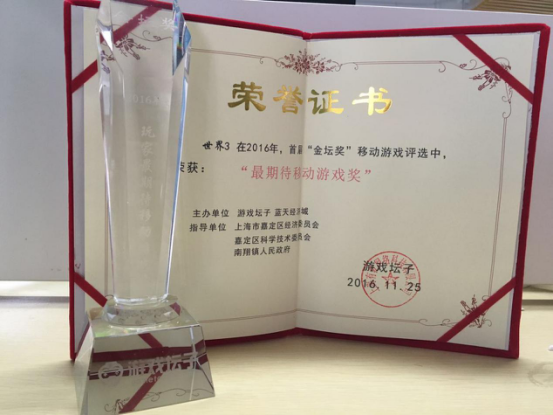 荣誉证书
世界3 在2016年，首届“金坛奖”移动游戏评选中，
荣获：
“最期待移动游戏奖”
主办单位 游戏坛子 蓝天经济城
指导单位 上海市嘉定区经济委员会
嘉定区科学技术委员会
南翔镇人民政府
游戏坛子
2016.11.25
2016
游戏坛子